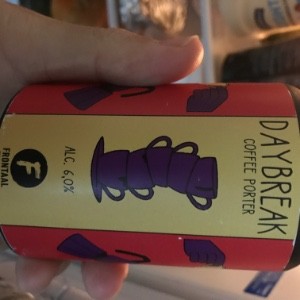 DAYBREAK
COFFEE PORTER
ALC. 6,0%
F
FRONTAAL